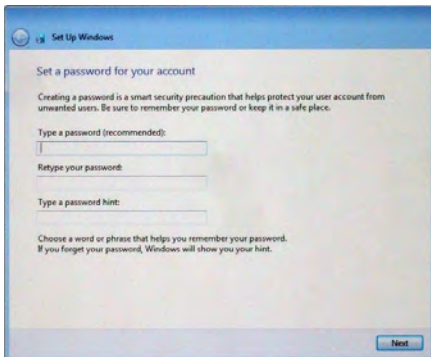 Set Up Windows
Set a password for your account
Creating a password is a smart security precaution that helps protect your user account from
unwanted users. Be sure to remember your password or keep it in a safe place.
Type a password (recommended):
Retype your password:
Type a password hint:
Choose a word or phrase that helps you remember your password.
If you forget your password, Windows will show you your hint.
Next